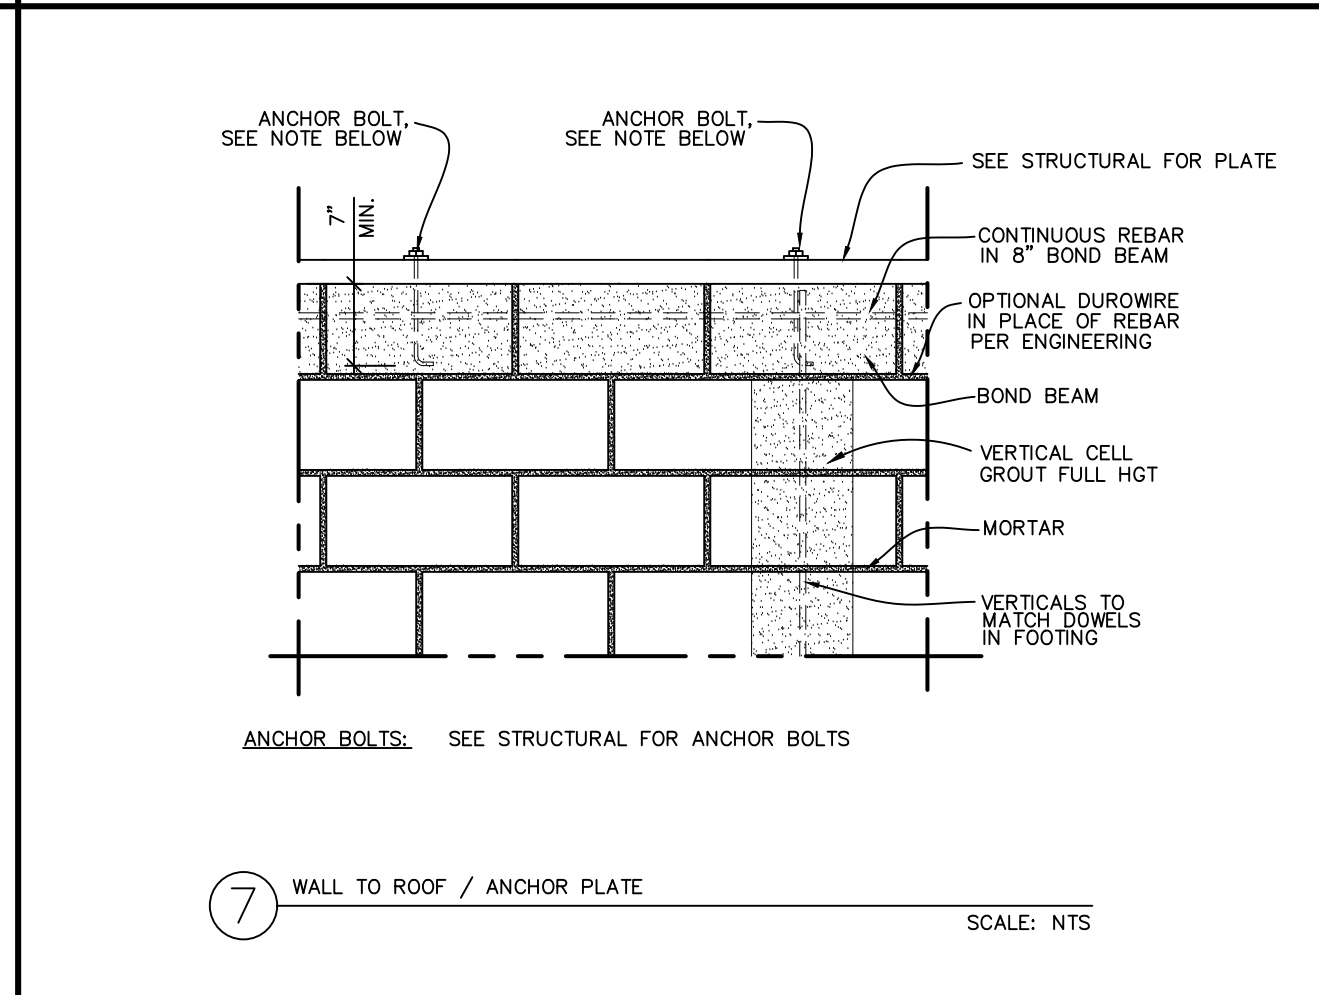 ANCHOR BOLT,
SEE NOTE BELOW
ANCHOR BOLT,
SEE NOTE BELOW
SEE STRUCTURAL FOR PLATE
7"
MIN.
CONTINUOUS REBAR
IN 8" BOND BEAM
OPTIONAL DUROWIRE
IN PLACE OF REBAR
PER ENGINEERING
BOND BEAM
VERTICAL CELL
GROUT FULL HGT
MORTAR
VERTICALS TO
MATCH DOWELS
IN FOOTING
ANCHOR BOLTS: SEE STRUCTURAL FOR ANCHOR BOLTS
7 WALL TO ROOF / ANCHOR PLATE
SCALE: NTS